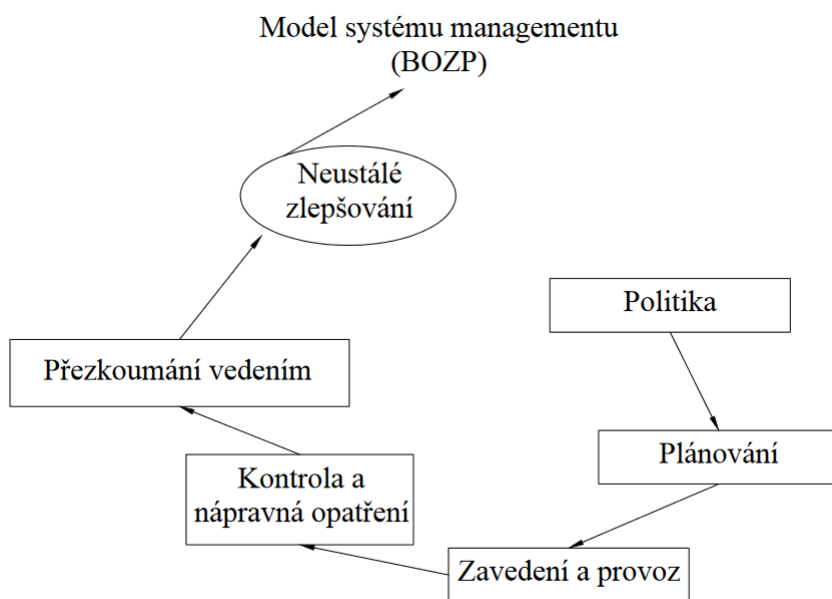 Model systému managementu
(BOZP)
Neustálé
zlepšování
Politika
Přezkoumání vedením
Plánování
Kontrola a
nápravná opatření
Zavedení a provoz